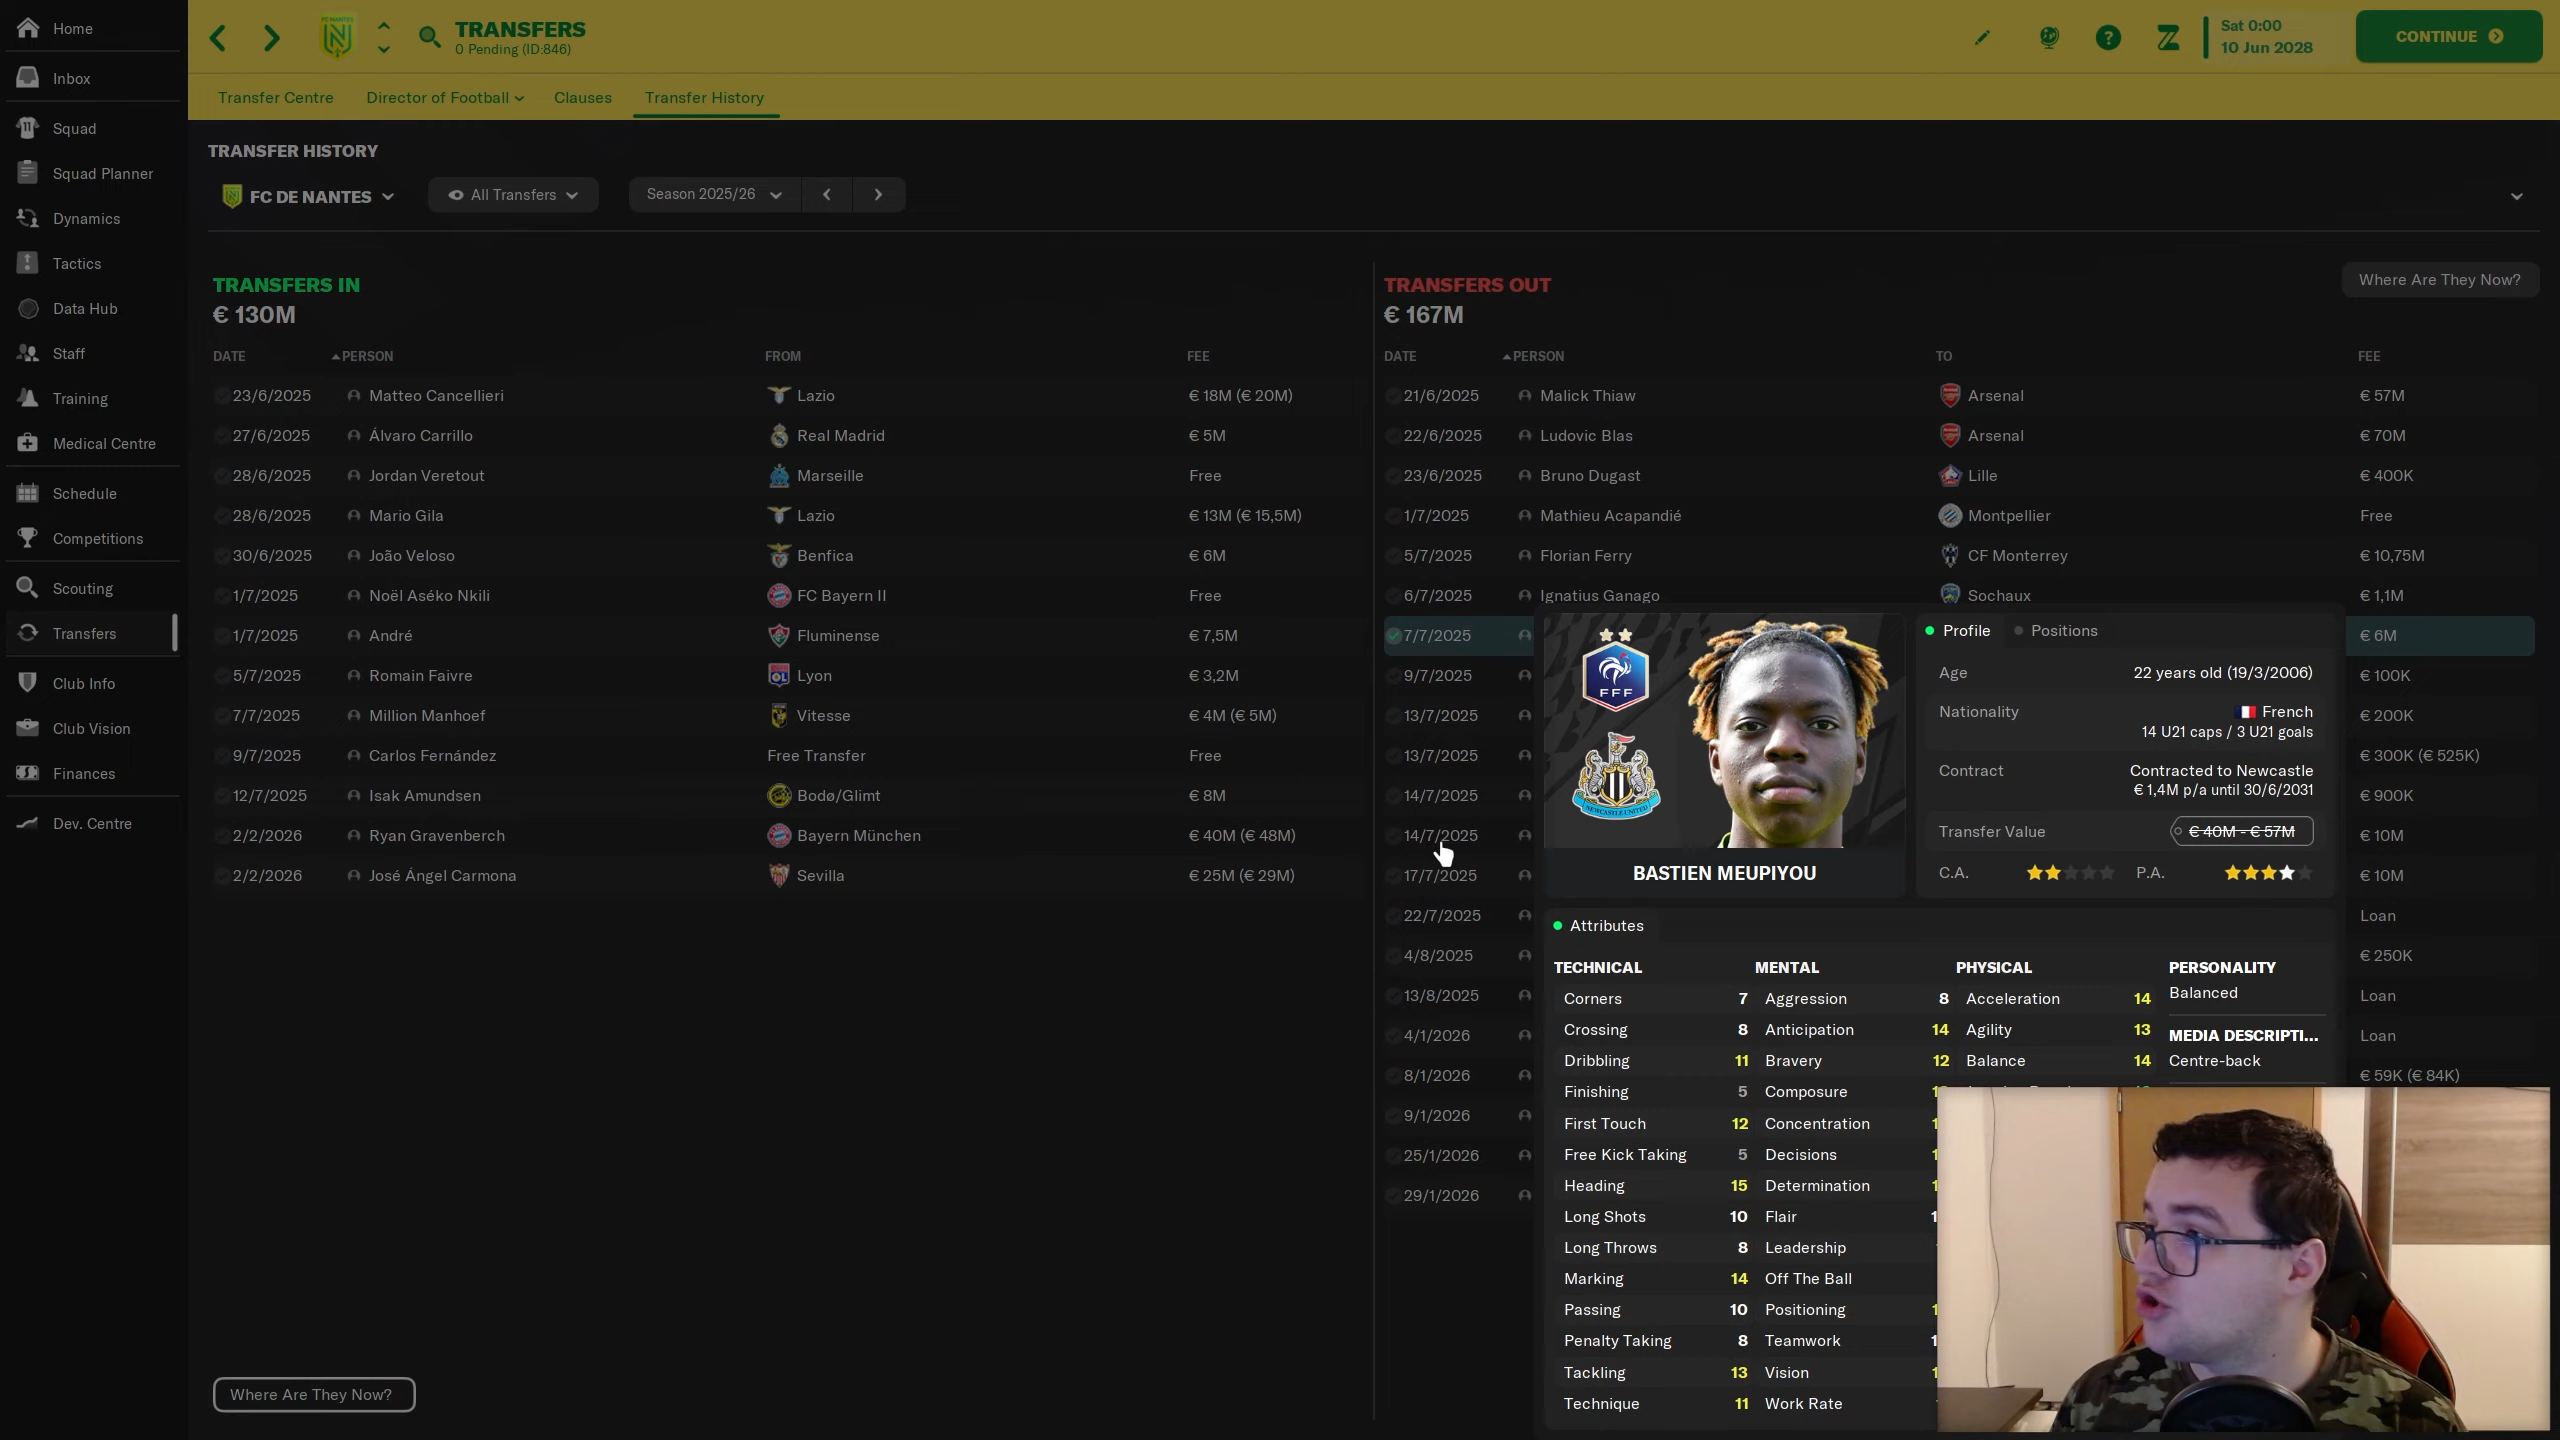 Home
Inbox
Squad
Squad Planner
Dynamics
Tactics
Data Hub
Staff
Training
Medical Centre
Schedule
Competitions
Scouting
Transfers
Club Info
Club Vision
Finances
Dev. Centre
TRANSFERS
0 Pending (ID:846)
Sat 0:00
10 Jun 2028
CONTINUE
Transfer Centre
Director of Football
Clauses
Transfer History
TRANSFER HISTORY
FC DE NANTES
All Transfers
Season 2025/26
TRANSFERS IN
€ 130M
DATE PERSON FROM FEE
23/6/2025 Matteo Cancellieri Lazio € 18M (€ 20M)
27/6/2025 Álvaro Carrillo Real Madrid € 5M
28/6/2025 Jordan Veretout Marseille Free
28/6/2025 Mario Gila Lazio € 13M (€ 15,5M)
30/6/2025 João Veloso Benfica € 6M
1/7/2025 Noël Aséko Nkili FC Bayern II Free
1/7/2025 André Fluminense € 7,5M
5/7/2025 Romain Faivre Lyon € 3,2M
7/7/2025 Million Manhoef Vitesse € 4M (€ 5M)
9/7/2025 Carlos Fernández Free Transfer Free
12/7/2025 Isak Amundsen Bodø/Glimt € 8M
2/2/2026 Ryan Gravenberch Bayern München € 40M (€ 48M)
2/2/2026 José Ángel Carmona Sevilla € 25M (€ 29M)
Where Are They Now?
TRANSFERS OUT
€ 167M
Where Are They Now?
DATE PERSON TO FEE
21/6/2025 Malick Thiaw Arsenal € 57M
22/6/2025 Ludovic Blas Arsenal € 70M
23/6/2025 Bruno Dugast Lille € 400K
1/7/2025 Mathieu Acapandié Montpellier Free
5/7/2025 Florian Ferry CF Monterrey € 10,75M
6/7/2025 Ignatius Ganago Sochaux € 1,1M
7/7/2025 € 6M
9/7/2025 € 100K
13/7/2025 € 200K
13/7/2025 € 300K (€ 525K)
14/7/2025 € 900K
14/7/2025 € 10M
17/7/2025 € 10M
22/7/2025 Loan
4/8/2025 € 250K
13/8/2025 Loan
4/1/2026 Loan
8/1/2026 € 59K (€ 84K)
9/1/2026
25/1/2026
29/1/2026
FFF
NEWCASTLE UNITED
BASTIEN MEUPIYOU
Profile
Positions
Age 22 years old (19/3/2006)
Nationality French
14 U21 caps / 3 U21 goals
Contract Contracted to Newcastle
€ 1,4M p/a until 30/6/2031
Transfer Value € 40M - € 57M
C.A. P.A.
Attributes
TECHNICAL MENTAL PHYSICAL
Corners 7 Aggression 8 Acceleration 14
Crossing 8 Anticipation 14 Agility 13
Dribbling 11 Bravery 12 Balance 14
Finishing 5 Composure
First Touch 12 Concentration
Free Kick Taking 5 Decisions
Heading 15 Determination
Long Shots 10 Flair
Long Throws 8 Leadership
Marking 14 Off The Ball
Passing 10 Positioning
Penalty Taking 8 Teamwork
Tackling 13 Vision
Technique 11 Work Rate
PERSONALITY
Balanced
MEDIA DESCRIPTI...
Centre-back